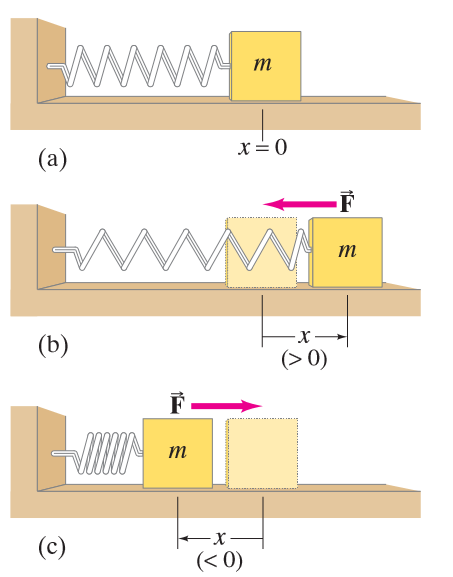 m
x = 0
(a)
F⃗
m
x
(> 0)
(b)
F⃗
m
x
(< 0)
(c)